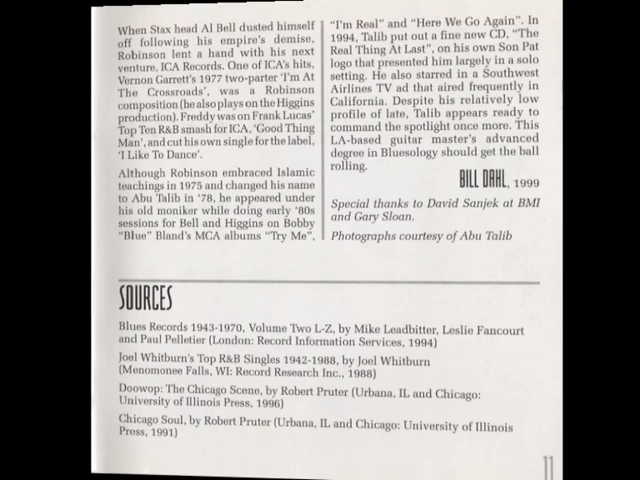 When Stax head Al Bell dusted himself
off following his empire's demise,
Robinson lent a hand with his next
venture, ICA Records. One of ICA's hits,
Vernon Garrett's 1977 two-parter 'I'm At
The Crossroads', was a Robinson
composition (he also plays on the Higgins
production). Freddy was on Frank Lucas'
Top Ten R&B smash for ICA, 'Good Thing
Man', and cut his own single for the label,
'I Like To Dance'.
Although Robinson embraced Islamic
teachings in 1975 and changed his name
to Abu Talib in '78, he appeared under
his old moniker while doing early '80s
sessions for Bell and Higgins on Bobby
"Blue" Bland's MCA albums "Try Me",
"I'm Real" and "Here We Go Again". In
1994, Talib put out a fine new CD, "The
Real Thing At Last", on his own Son Pat
logo that presented him largely in a solo
setting. He also starred in a Southwest
Airlines TV ad that aired frequently in
California. Despite his relatively low
profile of late, Talib appears ready to
command the spotlight once more. This
LA-based guitar master's advanced
degree in Bluesology should get the ball
rolling.
BILL DAHL, 1999
Special thanks to David Sanjek at BMI
and Gary Sloan.
Photographs courtesy of Abu Talib
SOURCES
Blues Records 1943-1970, Volume Two L-Z, by Mike Leadbitter, Leslie Fancourt
and Paul Pelletier (London: Record Information Services, 1994)
Joel Whitburn's Top R&B Singles 1942-1988, by Joel Whitburn
(Menomonee Falls, WI: Record Research Inc., 1988)
Doowop: The Chicago Scene, by Robert Pruter (Urbana, IL and Chicago:
University of Illinois Press, 1996)
Chicago Soul, by Robert Pruter (Urbana, IL and Chicago: University of Illinois
Press, 1991)
11